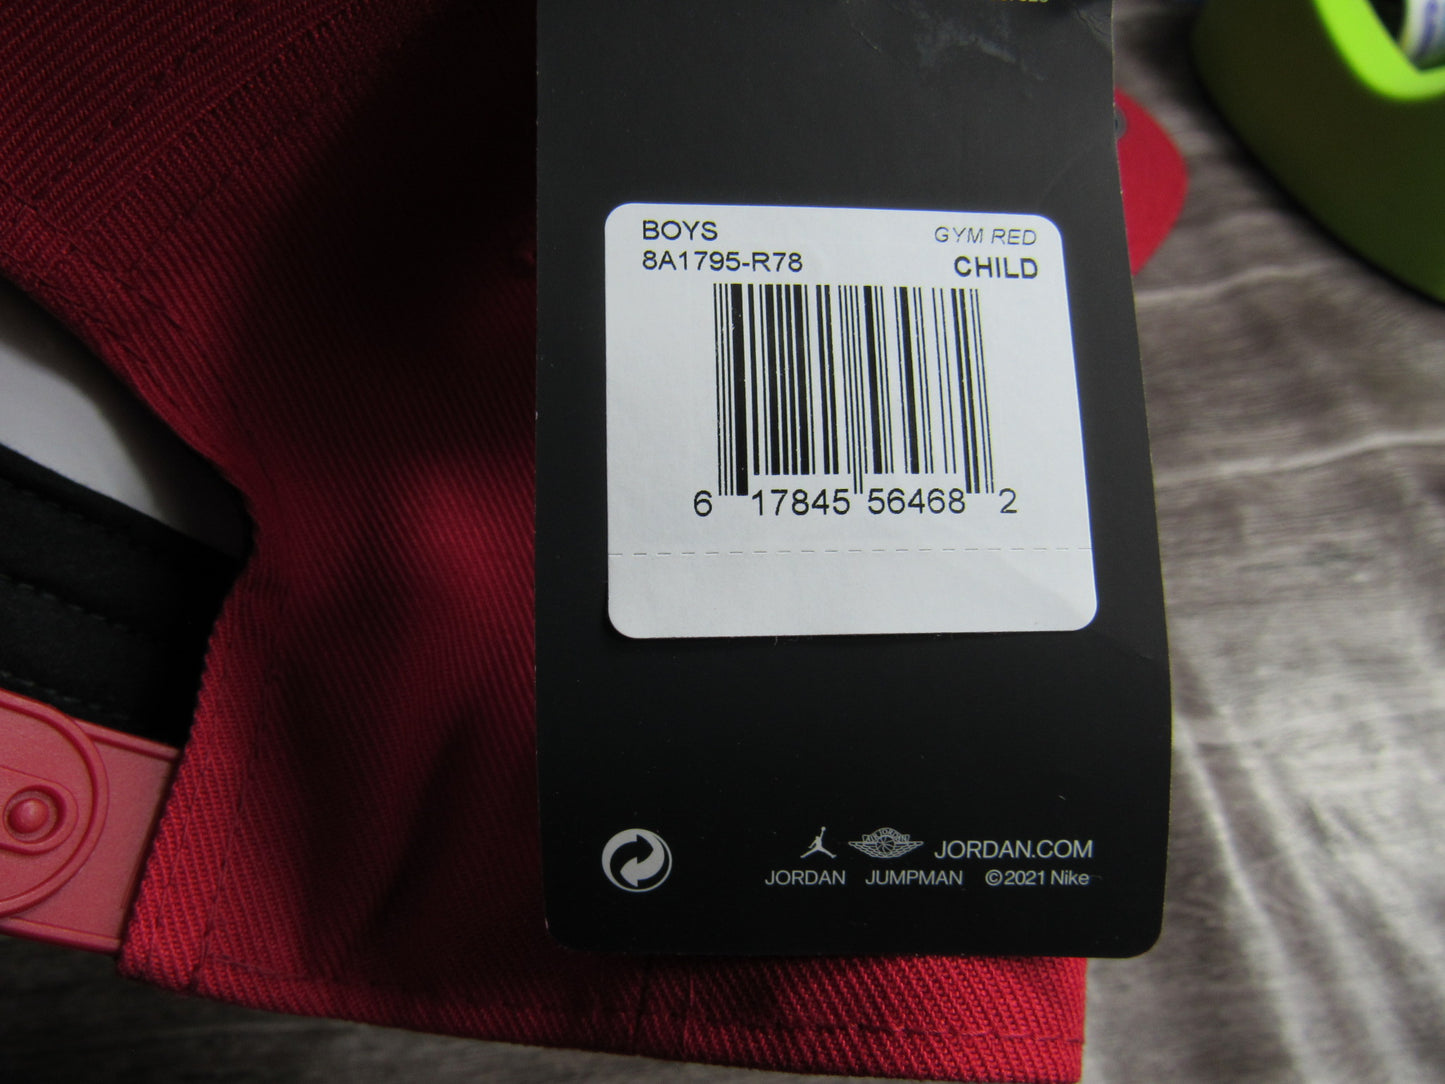 BOYS
GYM RED
8A1795-R78
CHILD
6 17845 56468 2
JORDAN.COM
JORDAN JUMPMAN ©2021 Nike